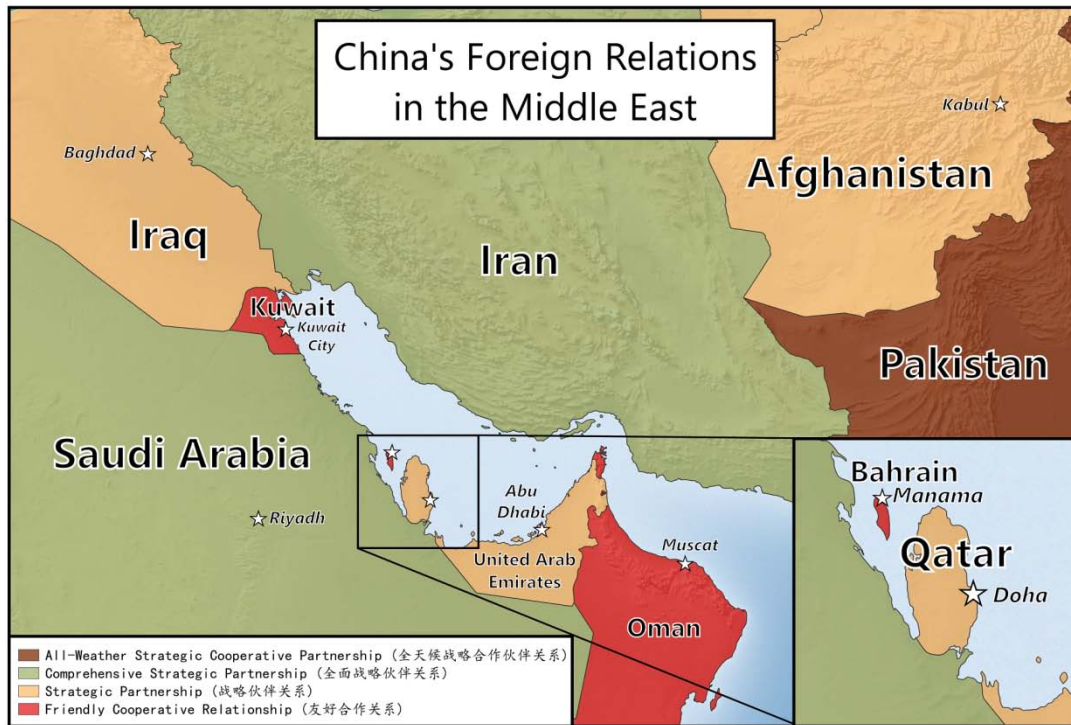 China's Foreign Relations
in the Middle East
Kabul
Baghdad
Afghanistan
Iraq
Iran
Kuwait
Kuwait
City
Pakistan
Saudi Arabia
Bahrain
Manama
Abu
Dhabi
Riyadh
Qatar
Muscat
United Arab
Emirates
Doha
Oman
All-Weather Strategic Cooperative Partnership (全天候战略合作伙伴关系)
Comprehensive Strategic Partnership (全面战略伙伴关系)
Strategic Partnership (战略伙伴关系)
Friendly Cooperative Relationship (友好合作关系)